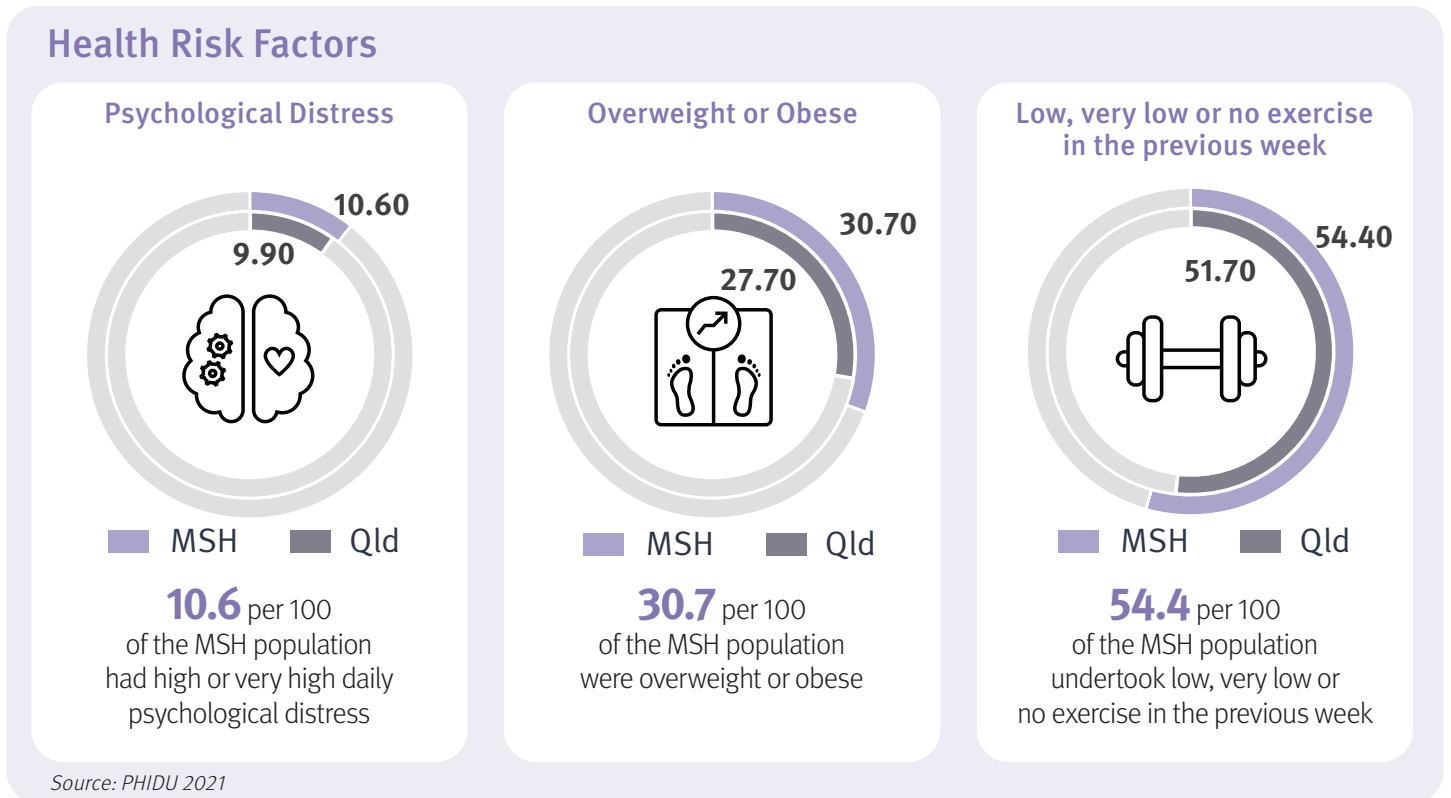 Health Risk Factors
Psychological Distress
10.60
9.90
MSH
Qld
10.6 per 100
of the MSH population
had high or very high daily
psychological distress
Overweight or Obese
30.70
27.70
MSH
Qld
30.7 per 100
of the MSH population
were overweight or obese
Low, very low or no exercise
in the previous week
54.40
51.70
MSH
Qld
54.4 per 100
of the MSH population
undertook low, very low or
no exercise in the previous week
Source: PHIDU 2021